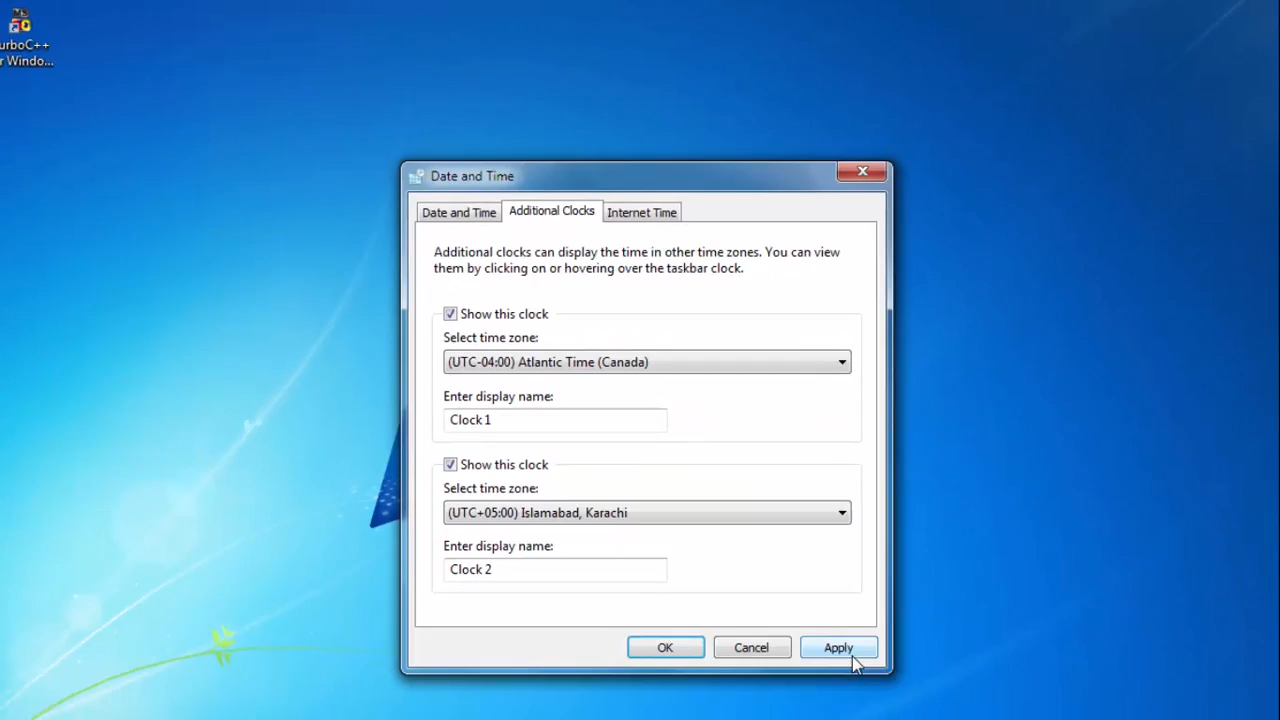 urboC++
r Windo...
Date and Time
Date and Time Additional Clocks Internet Time
Additional clocks can display the time in other time zones. You can view
them by clicking on or hovering over the taskbar clock.
Show this clock
Select time zone:
(UTC-04:00) Atlantic Time (Canada)
Enter display name:
Clock 1
Show this clock
Select time zone:
(UTC+05:00) Islamabad, Karachi
Enter display name:
Clock 2
OK Cancel Apply